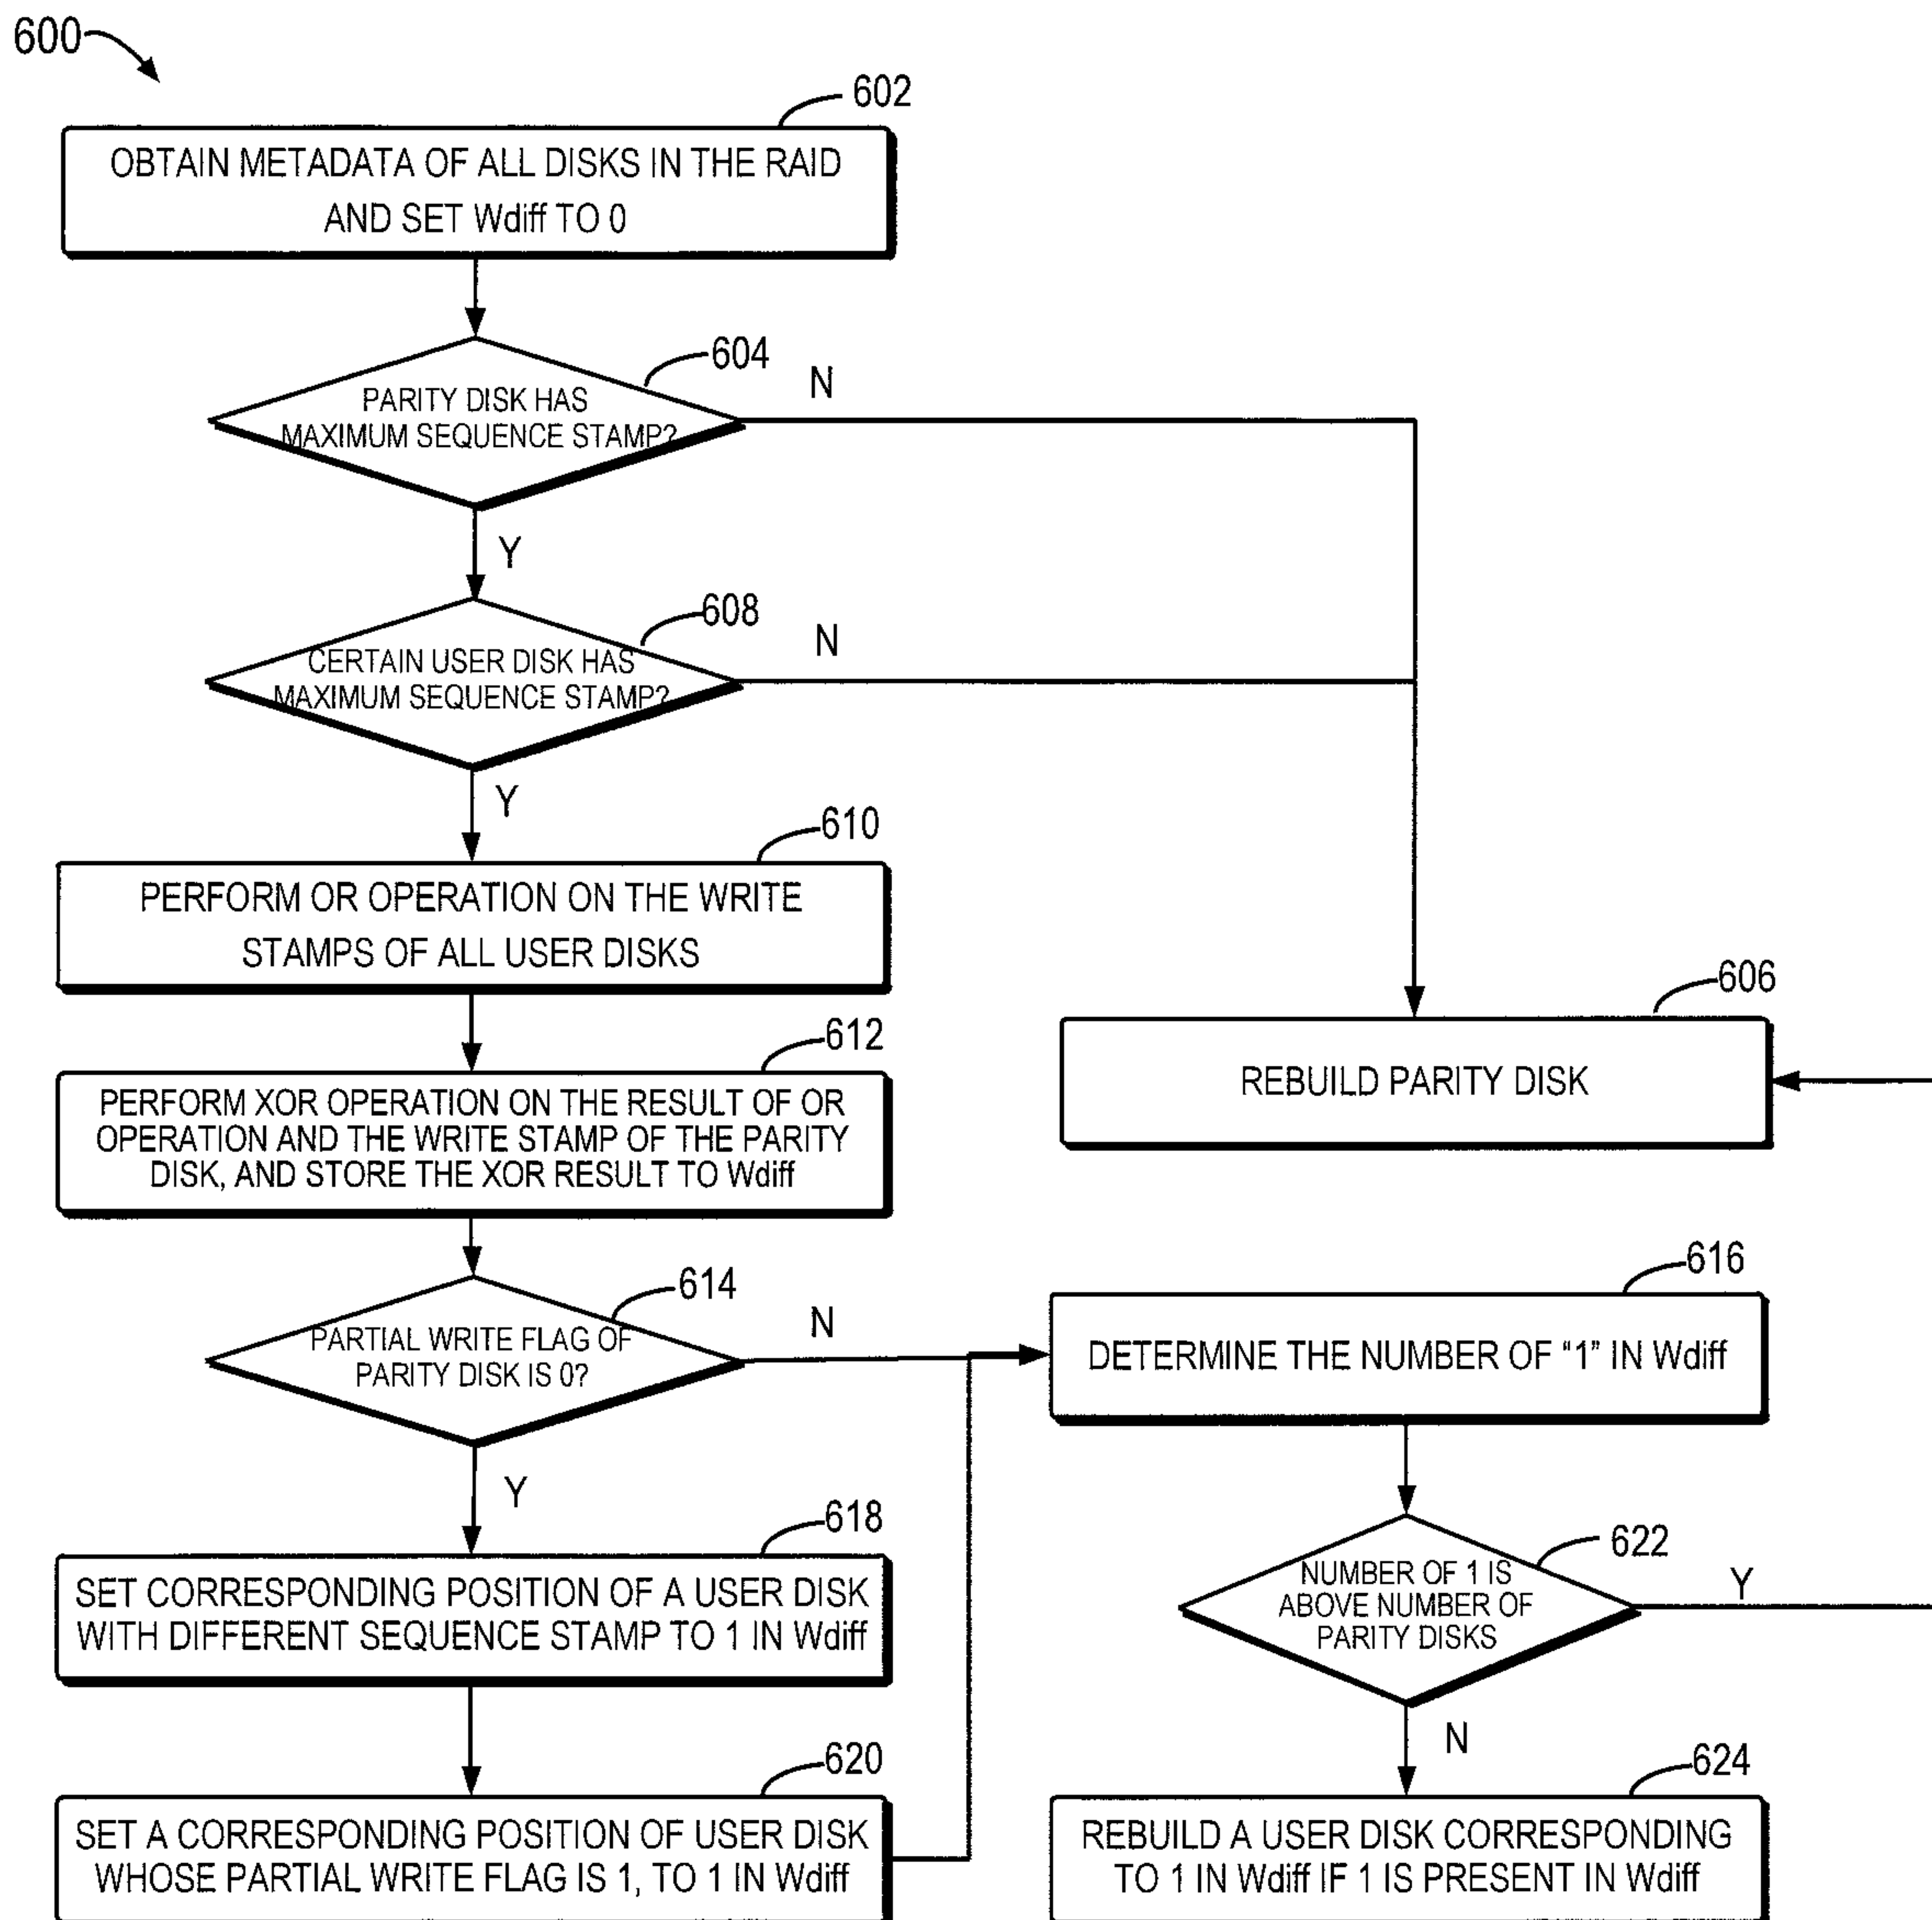 600
602
OBTAIN METADATA OF ALL DISKS IN THE RAID
AND SET Wdiff TO 0
604
PARITY DISK HAS
MAXIMUM SEQUENCE STAMP?
N
Y
608
CERTAIN USER DISK HAS
MAXIMUM SEQUENCE STAMP?
N
Y
610
PERFORM OR OPERATION ON THE WRITE
STAMPS OF ALL USER DISKS
606
REBUILD PARITY DISK
612
PERFORM XOR OPERATION ON THE RESULT OF OR
OPERATION AND THE WRITE STAMP OF THE PARITY
DISK, AND STORE THE XOR RESULT TO Wdiff
614
PARTIAL WRITE FLAG OF
PARITY DISK IS 0?
N
Y
616
DETERMINE THE NUMBER OF “1” IN Wdiff
618
SET CORRESPONDING POSITION OF A USER DISK
WITH DIFFERENT SEQUENCE STAMP TO 1 IN Wdiff
622
NUMBER OF 1 IS
ABOVE NUMBER OF
PARITY DISKS
Y
N
620
SET A CORRESPONDING POSITION OF USER DISK
WHOSE PARTIAL WRITE FLAG IS 1, TO 1 IN Wdiff
624
REBUILD A USER DISK CORRESPONDING
TO 1 IN Wdiff IF 1 IS PRESENT IN Wdiff